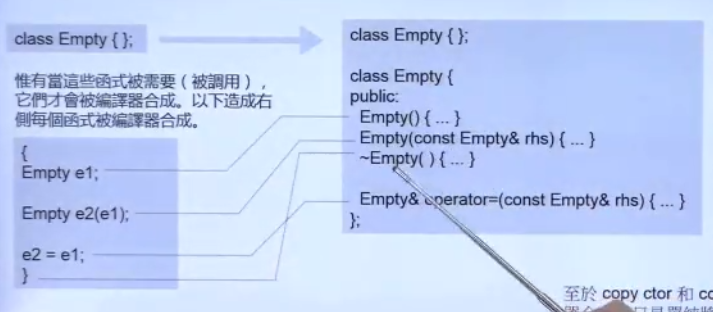 class Empty { };
惟有當這些函式被需要（被調用），
它們才會被編譯器合成。以下造成右
側每個函式被編譯器合成。
{
Empty e1;
Empty e2(e1);
e2 = e1;
}
class Empty { };
class Empty {
public:
Empty() { ... }
Empty(const Empty& rhs) { ... }
~Empty( ) { ... }
Empty& operator=(const Empty& rhs) { ... }
};
至於 copy ctor 和